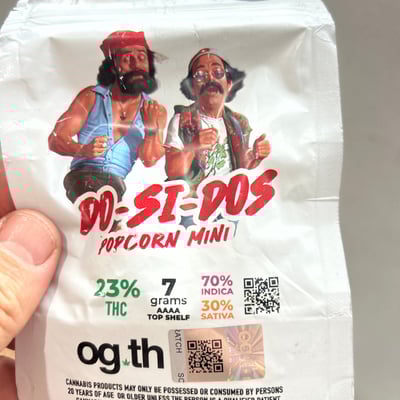 DO-SI-DOS
POPCORN MINI
23%
THC
7
grams
AAAA
TOP SHELF
70%
INDICA
30%
SATIVA
og th
CANNABIS PRODUCTS MAY ONLY BE POSSESSED OR CONSUMED BY PERSONS
20 YEARS OF AGE OR OLDER UNLESS THE PERSON IS A QUALIFIED PATIENT